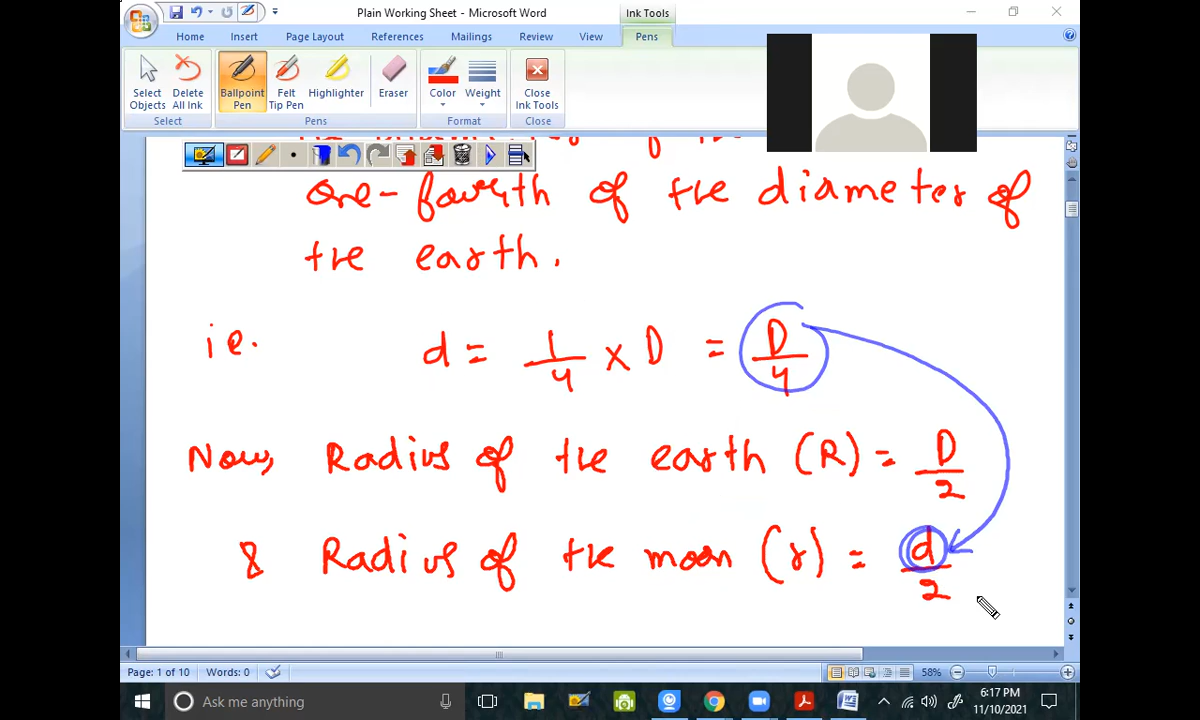 Plain Working Sheet - Microsoft Word
Ink Tools
Home Insert Page Layout References Mailings Review View Pens
Select Objects
Delete All Ink
Ballpoint Pen
Felt Tip Pen
Highlighter
Eraser
Color
Weight
Close Ink Tools
Select Pens Format Close
one-fourth of the diameter of
the earth.
i.e. d = 1/4 × D = D/4
Now, Radius of the earth (R) = D/2
& Radius of the moon (r) = d/2
Page: 1 of 10 Words: 0 58%
Ask me anything
6:17 PM
11/10/2021